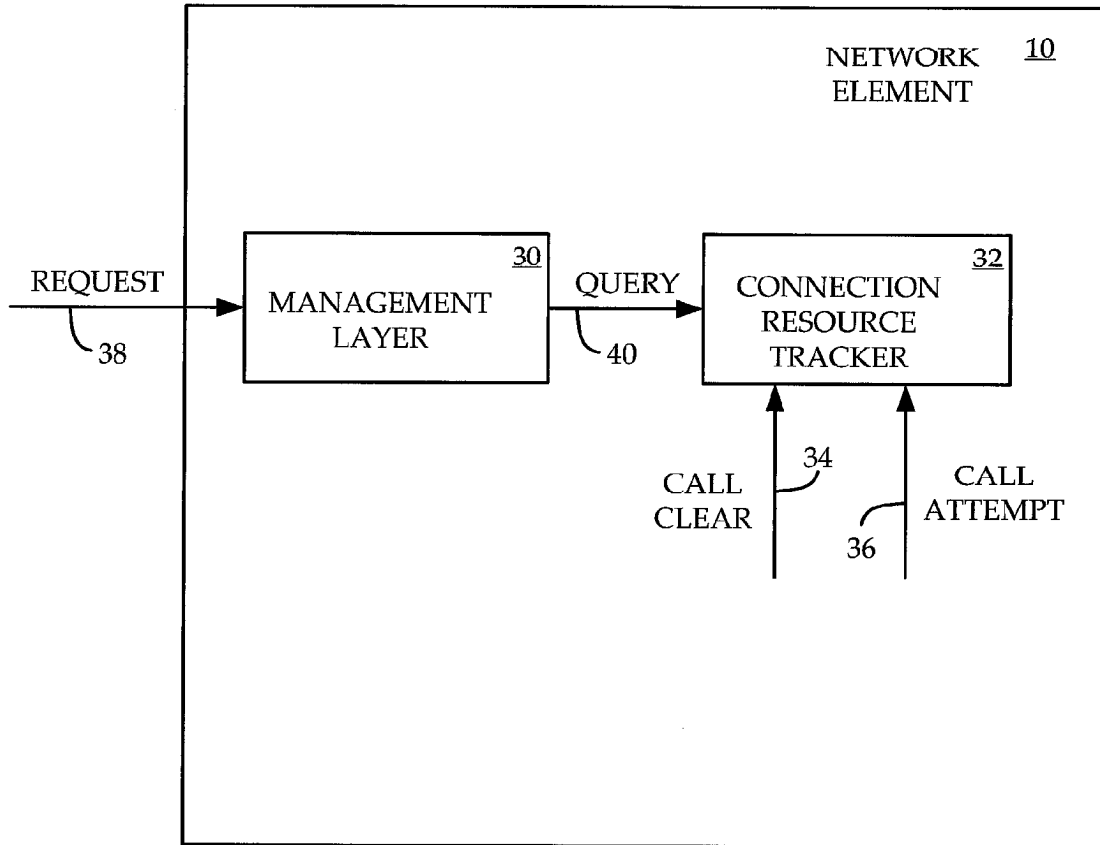 NETWORK
ELEMENT
10
REQUEST
38
30
MANAGEMENT
LAYER
QUERY
40
32
CONNECTION
RESOURCE
TRACKER
CALL
CLEAR
34
36
CALL
ATTEMPT